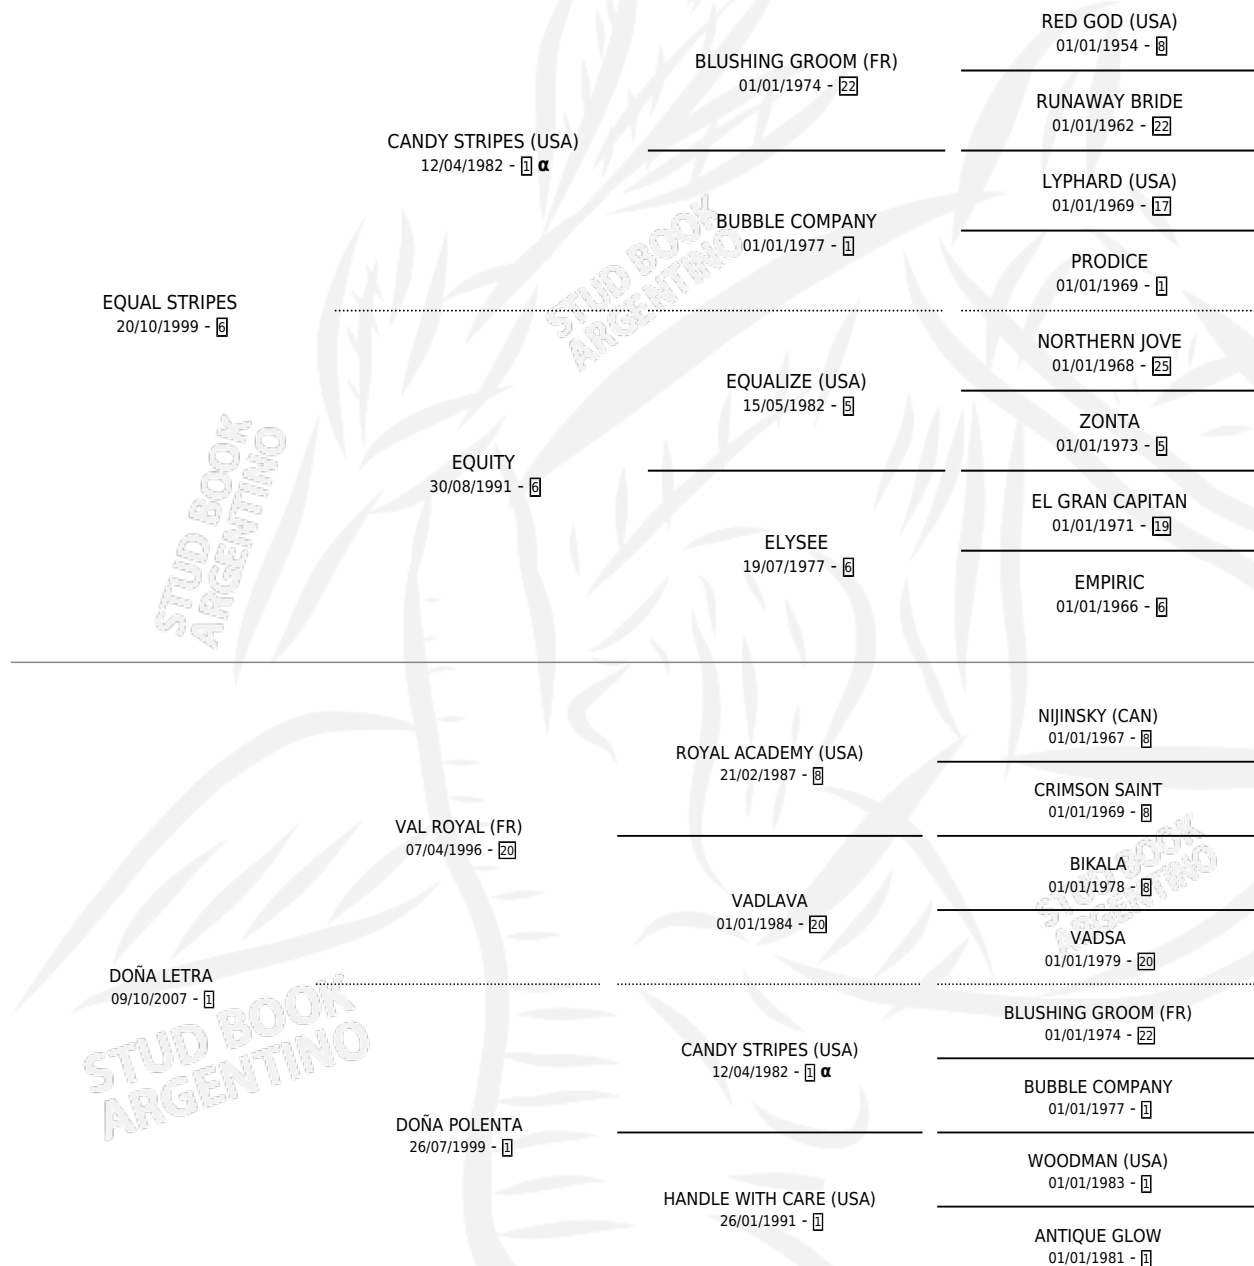 RED GOD (USA)
01/01/1954 - 8
BLUSHING GROOM (FR)
01/01/1974 - 22
RUNAWAY BRIDE
01/01/1962 - 22
CANDY STRIPES (USA)
12/04/1982 - 1 α
LYPHARD (USA)
01/01/1969 - 17
BUBBLE COMPANY
01/01/1977 - 1
PRODICE
01/01/1969 - 1
EQUAL STRIPES
20/10/1999 - 6
NORTHERN JOVE
01/01/1968 - 25
EQUALIZE (USA)
15/05/1982 - 5
ZONTA
01/01/1973 - 5
EQUITY
30/08/1991 - 6
EL GRAN CAPITAN
01/01/1971 - 19
ELYSEE
19/07/1977 - 6
EMPIRIC
01/01/1966 - 6
NIJINSKY (CAN)
01/01/1967 - 8
ROYAL ACADEMY (USA)
21/02/1987 - 8
CRIMSON SAINT
01/01/1969 - 8
VAL ROYAL (FR)
07/04/1996 - 20
BIKALA
01/01/1978 - 8
VADLAVA
01/01/1984 - 20
VADSA
01/01/1979 - 20
DOÑA LETRA
09/10/2007 - 1
BLUSHING GROOM (FR)
01/01/1974 - 22
CANDY STRIPES (USA)
12/04/1982 - 1 α
BUBBLE COMPANY
01/01/1977 - 1
DOÑA POLENTA
26/07/1999 - 1
WOODMAN (USA)
01/01/1983 - 1
HANDLE WITH CARE (USA)
26/01/1991 - 1
ANTIQUE GLOW
01/01/1981 - 1
STUD BOOK
ARGENTINO
STUD BOOK
ARGENTINO
STUD BOOK
ARGENTINO
STUD BOOK
ARGENTINO